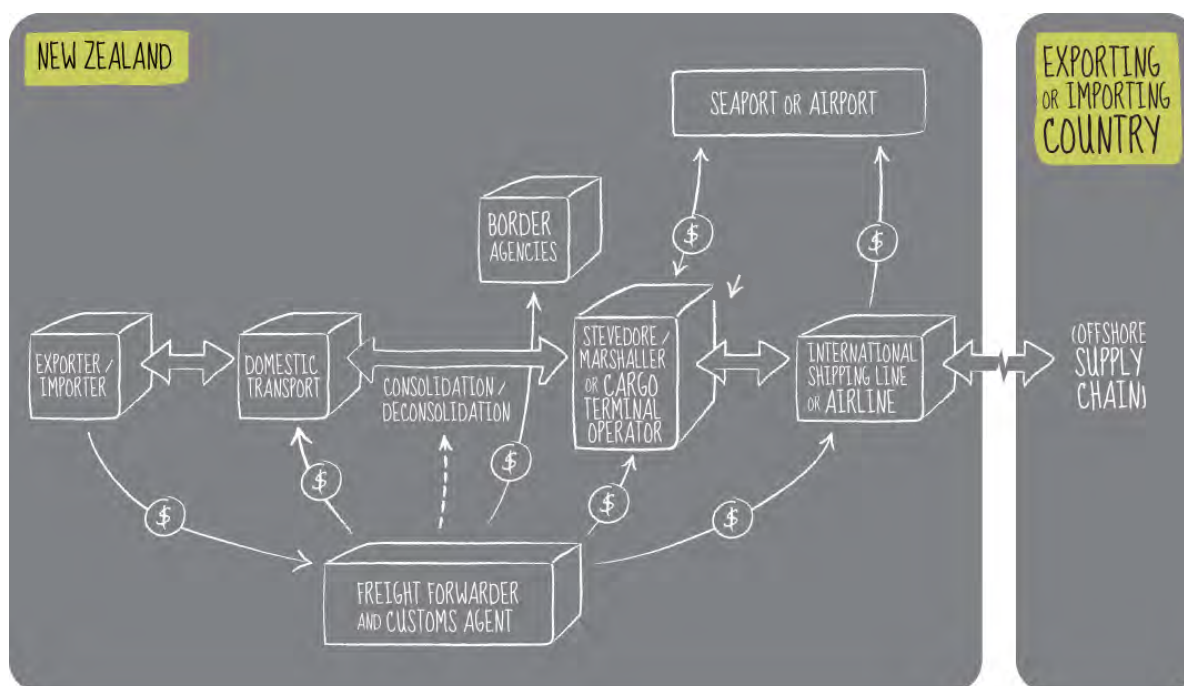 NEW ZEALAND
EXPORTING
OR IMPORTING
COUNTRY
SEAPORT OR AIRPORT
$
$
BORDER
AGENCIES
EXPORTER /
IMPORTER
DOMESTIC
TRANSPORT
CONSOLIDATION /
DECONSOLIDATION
STEVEDORE /
MARSHALLER
OR CARGO
TERMINAL
OPERATOR
INTERNATIONAL
SHIPPING LINE
OR AIRLINE
(OFFSHORE
SUPPLY
CHAIN)
$
$
$
$
$
FREIGHT FORWARDER
AND CUSTOMS AGENT